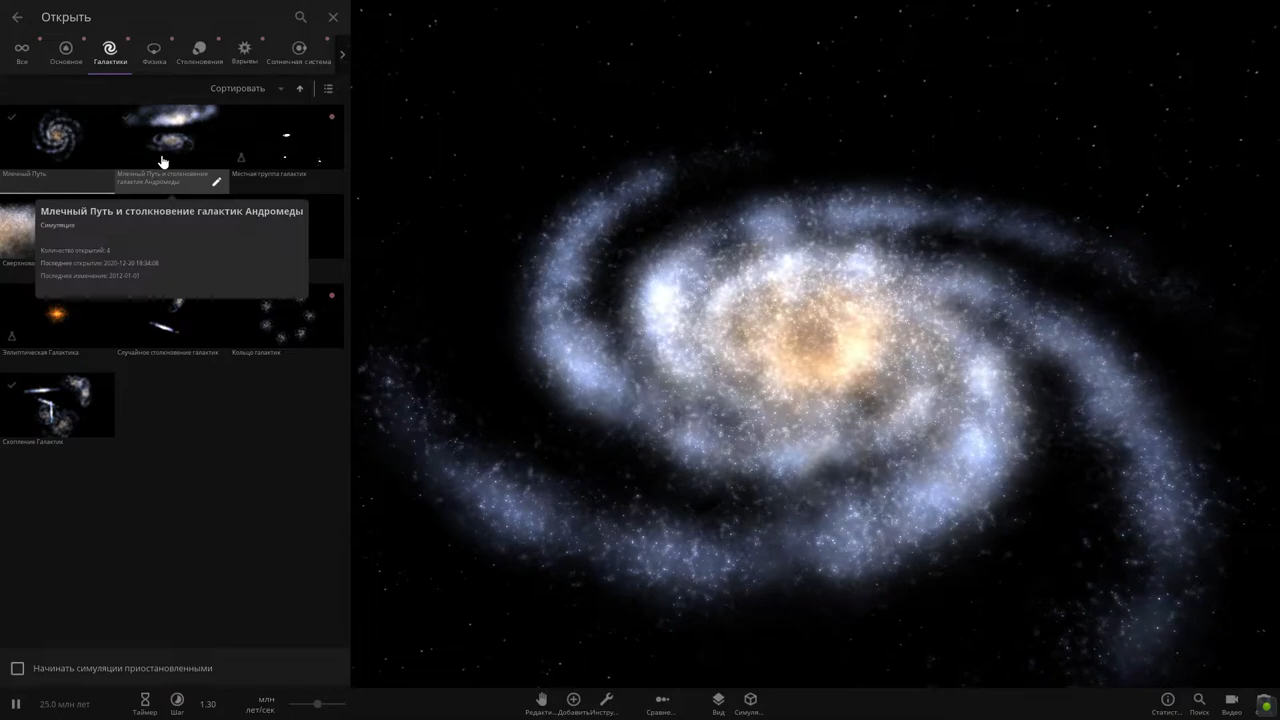 Открыть
Все
Основное
Галактики
Физика
Столкновения
Взрывы
Солнечная система
Сортировать
Млечный Путь
Млечный Путь и столкновение
галактик Андромеды
Местная группа галактик
Млечный Путь и столкновение галактик Андромеды
Симуляция
Количество открытий: 4
Последнее открытие: 2020-12-20 18:34:08
Последнее изменение: 2012-01-01
Сверхнова
Эллиптическая Галактика
Случайное столкновение галактик
Кольцо галактик
Скопление Галактик
Начинать симуляции приостановленными
25.0 млн лет
Таймер
Шаг
1.30
млн
лет/сек
Редакти...
Добавить
Инстру...
Сравне...
Вид
Симуля...
Статист...
Поиск
Видео